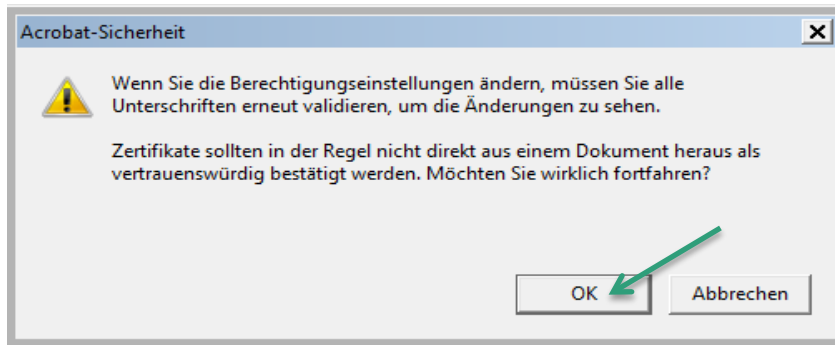 Acrobat-Sicherheit
Wenn Sie die Berechtigungseinstellungen ändern, müssen Sie alle
Unterschriften erneut validieren, um die Änderungen zu sehen.
Zertifikate sollten in der Regel nicht direkt aus einem Dokument heraus als
vertrauenswürdig bestätigt werden. Möchten Sie wirklich fortfahren?
OK
Abbrechen